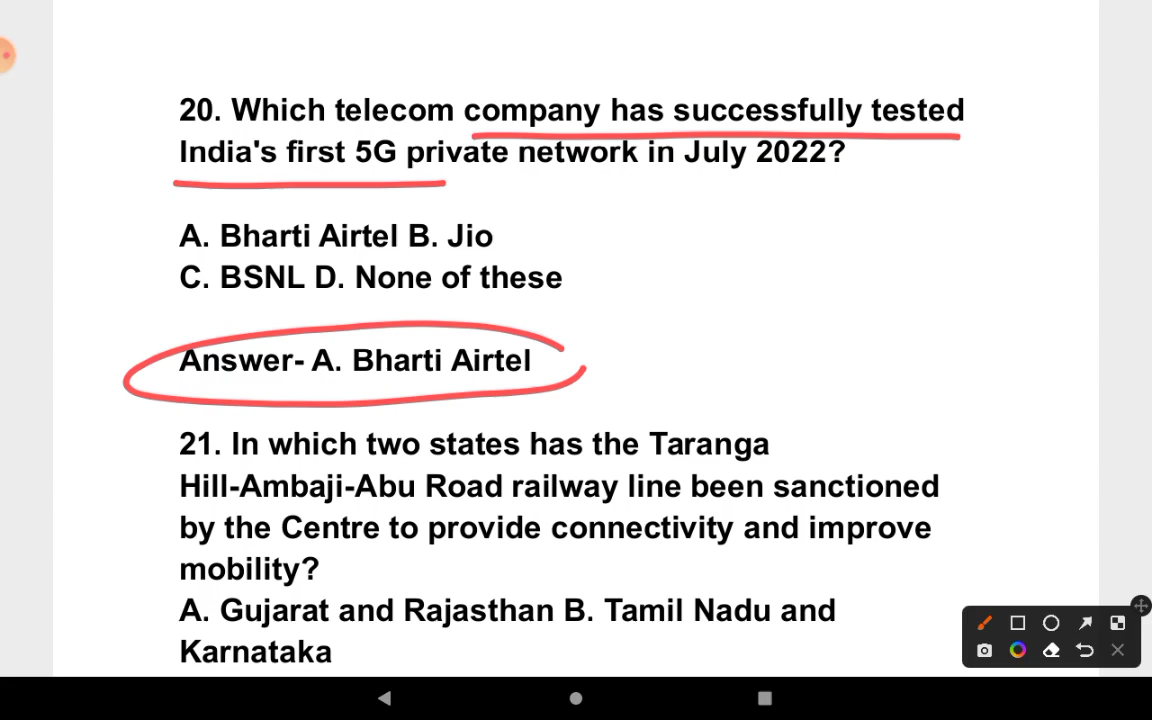 20. Which telecom company has successfully tested
India's first 5G private network in July 2022?
A. Bharti Airtel B. Jio
C. BSNL D. None of these
Answer- A. Bharti Airtel
21. In which two states has the Taranga
Hill-Ambaji-Abu Road railway line been sanctioned
by the Centre to provide connectivity and improve
mobility?
A. Gujarat and Rajasthan B. Tamil Nadu and
Karnataka